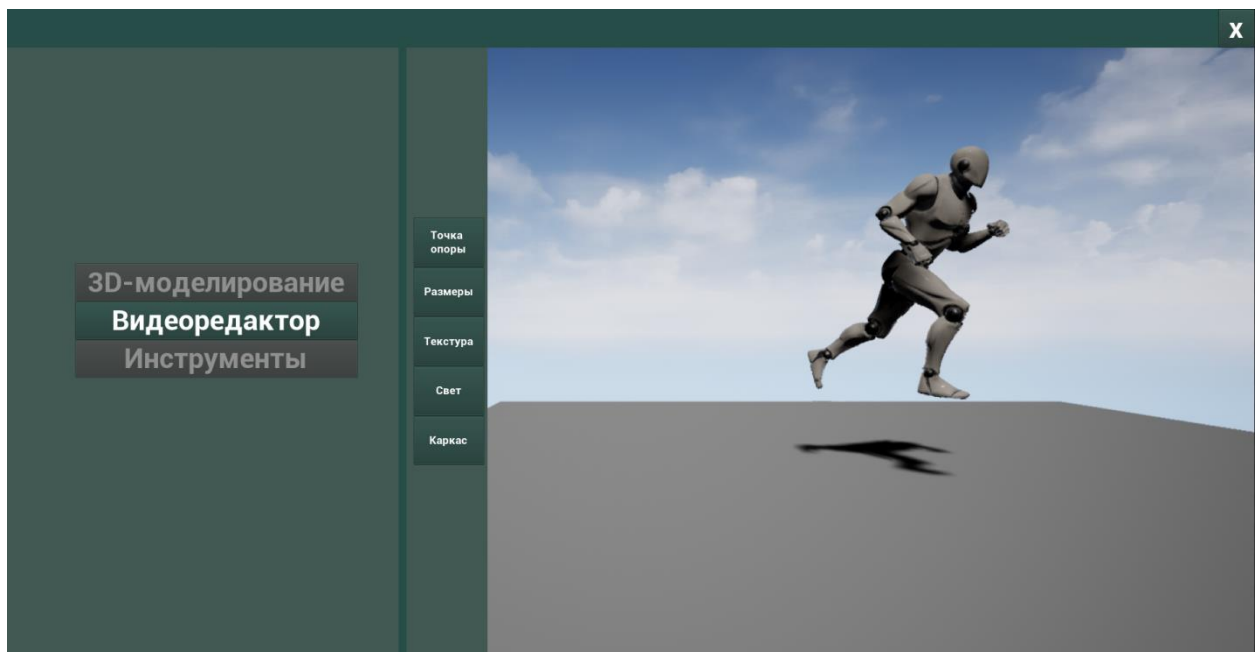 X
3D-моделирование
Видеоредактор
Инструменты
Точка
опоры
Размеры
Текстура
Свет
Каркас